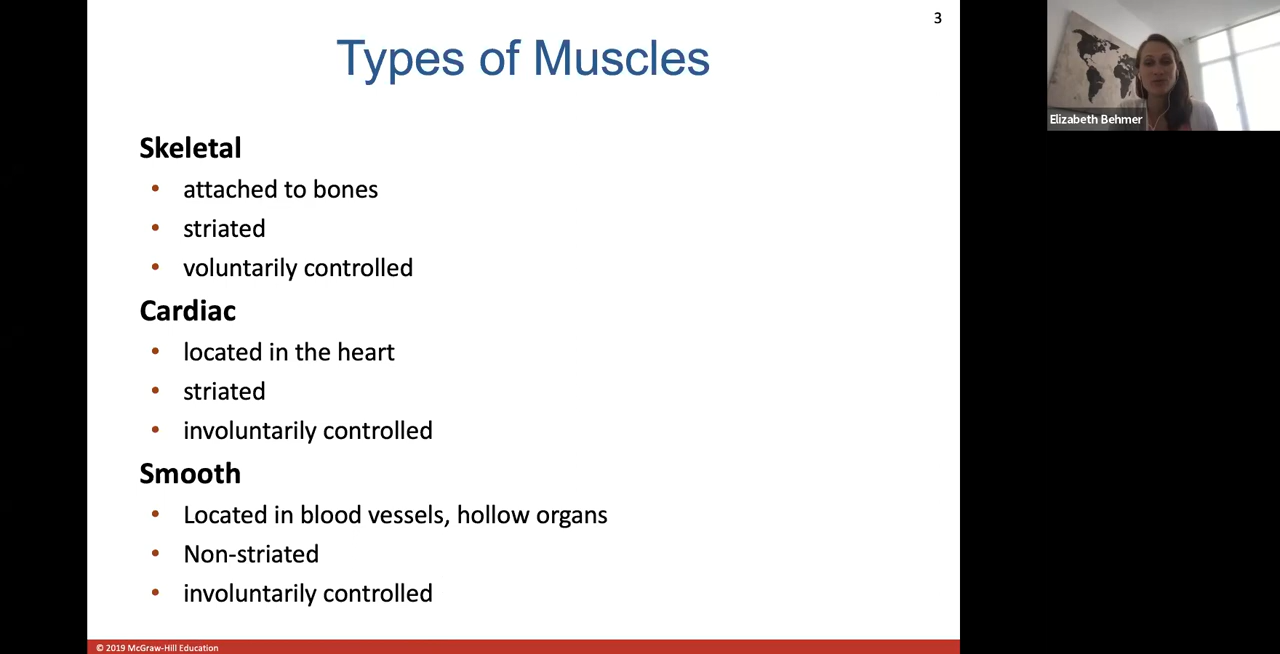 3
Types of Muscles
Elizabeth Behmer
Skeletal
• attached to bones
• striated
• voluntarily controlled
Cardiac
• located in the heart
• striated
• involuntarily controlled
Smooth
• Located in blood vessels, hollow organs
• Non-striated
• involuntarily controlled
© 2019 McGraw-Hill Education